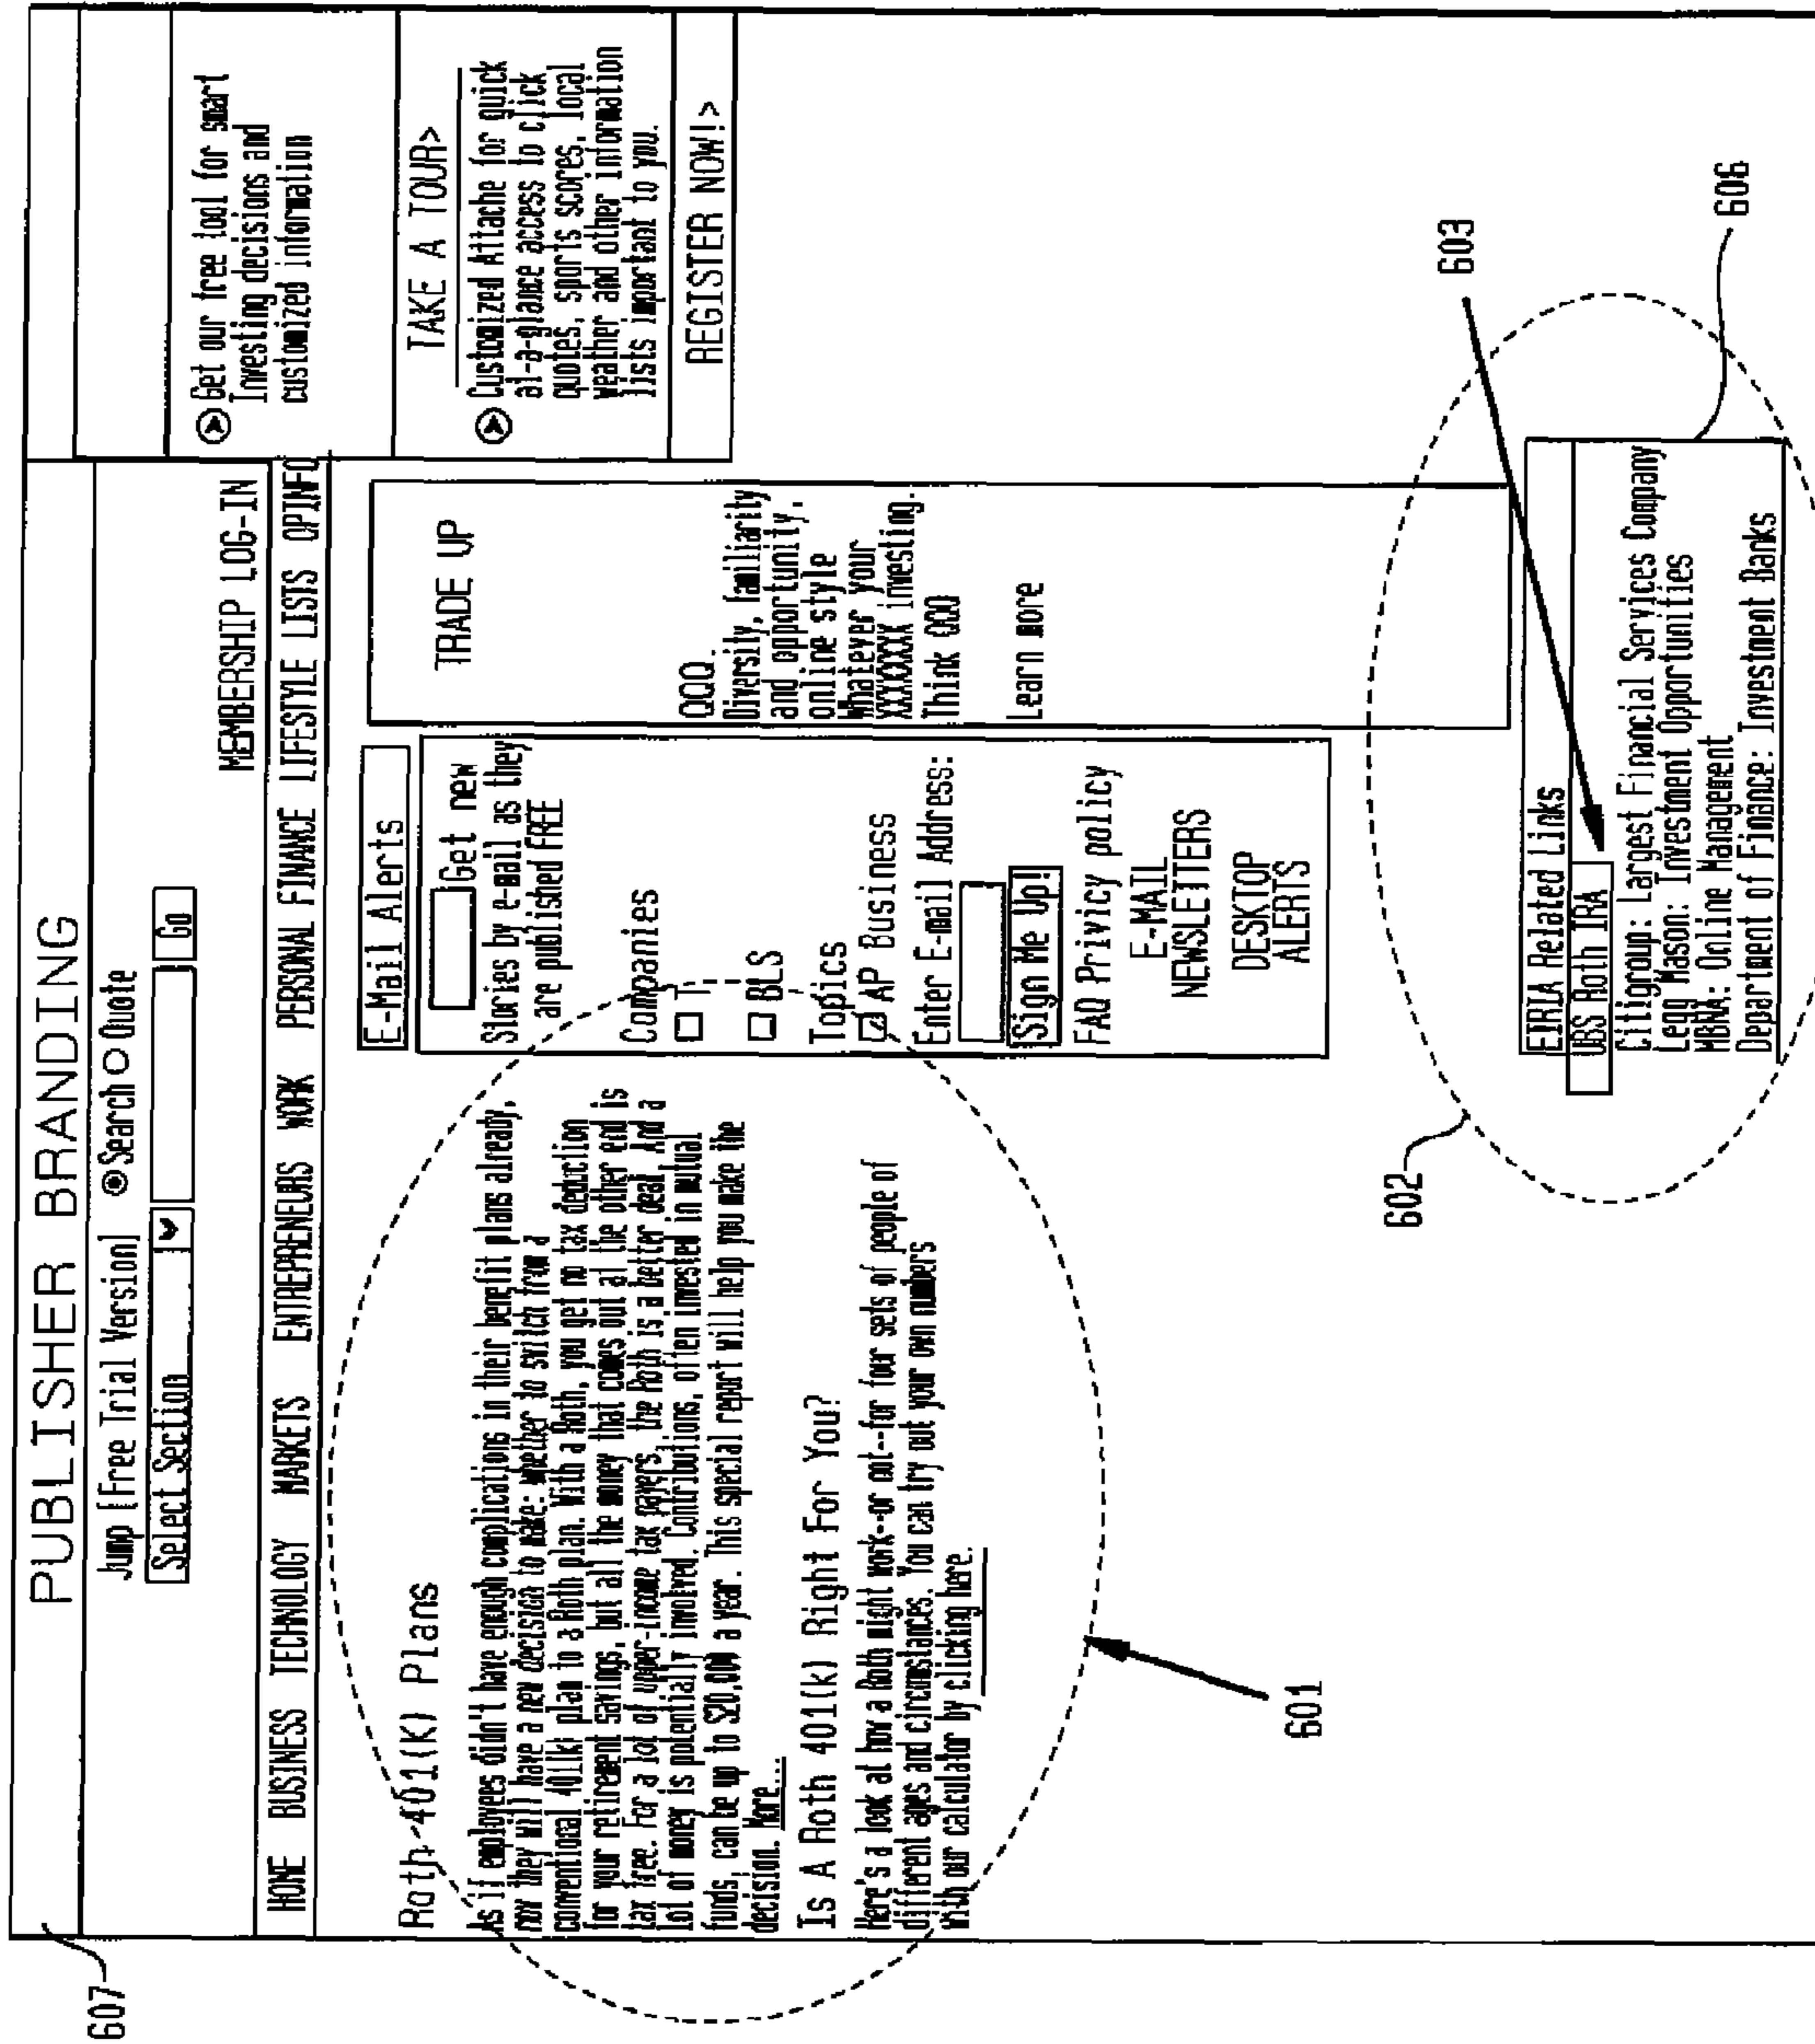 607
PUBLISHER BRANDING
Jump [Free Trial Version] Search Quote
Select Section Go
MEMBERSHIP LOG-IN
HOME BUSINESS TECHNOLOGY MARKETS ENTREPRENEURS WORK PERSONAL FINANCE LIFESTYLE LISTS OPINFO
Get our free tool for smart
Investing decisions and
customized information
TAKE A TOUR>
Customized Attache for quick
at-a-glance access to click
quotes, sports scores, local
weather and other information
lists important to you.
REGISTER NOW!>
Roth-401(K) Plans
As if employes didn't have enough complications in their benefit plans already,
now they will have a new decision to make: whether to switch from a
conventional 401(k) plan to a Roth plan. With a Roth, you get no tax deduction
for your retirement savings, but all the money that comes out at the other end is
tax free. For a lot of upper-income tax payers, the Roth is a better deal. And a
lot of money is potentially involved. Contributions, often invested in mutual
funds, can be up to $20,000 a year. This special report will help you make the
decision. More...
Is A Roth 401(k) Right For You?
Here's a look at how a Roth might work--or not--for four sets of people of
different ages and circumstances. You can try out your own numbers
with our calculator by clicking here.
601
E-Mail Alerts
Get new
Stories by e-mail as they
are published FREE
Companies
T
BLS
Topics
AP Business
Enter E-mail Address:
Sign Me Up!
FAQ Privicy policy
E-MAIL
NEWSLETTERS
DESKTOP
ALERTS
TRADE UP
QQQ.
Diversity, familiarity
and opportunity,
online style
Whatever your
XXXXXXX investing.
Think QQQ
Learn more
602
603
606
EIRIA Related Links
UBS Roth IRA
Citigroup: Largest Financial Services Company
Legg Mason: Investment Opportunities
MBNA: Online Management
Department of Finance: Investment Banks